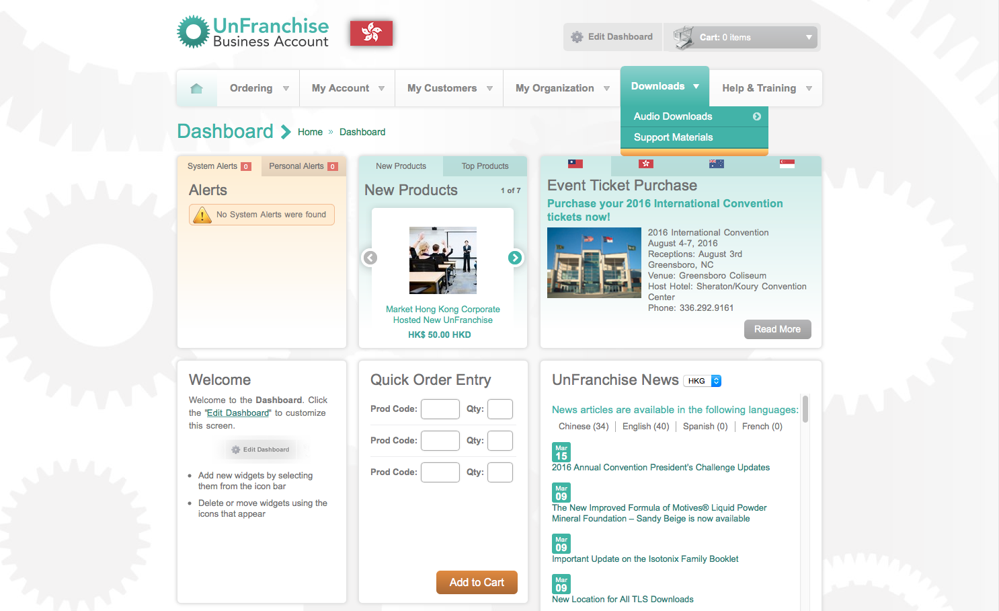 UnFranchise
Business Account
Edit Dashboard
Cart: 0 items
Ordering
My Account
My Customers
My Organization
Downloads
Help & Training
Audio Downloads
Support Materials
Dashboard
Home » Dashboard
System Alerts 0
Personal Alerts 0
Alerts
No System Alerts were found
New Products
Top Products
New Products
1 of 7
Market Hong Kong Corporate
Hosted New UnFranchise
HK$ 50.00 HKD
Event Ticket Purchase
Purchase your 2016 International Convention
tickets now!
2016 International Convention
August 4-7, 2016
Receptions: August 3rd
Greensboro, NC
Venue: Greensboro Coliseum
Host Hotel: Sheraton/Koury Convention
Center
Phone: 336.292.9161
Read More
Welcome
Welcome to the Dashboard. Click
the "Edit Dashboard" to customize
this screen.
Edit Dashboard
• Add new widgets by selecting
them from the icon bar
• Delete or move widgets using the
icons that appear
Quick Order Entry
Prod Code: Qty:
Prod Code: Qty:
Prod Code: Qty:
Add to Cart
UnFranchise News HKG
News articles are available in the following languages:
Chinese (34) | English (40) | Spanish (0) | French (0)
Mar
15
2016 Annual Convention President's Challenge Updates
Mar
09
The New Improved Formula of Motives® Liquid Powder
Mineral Foundation – Sandy Beige is now available
Mar
09
Important Update on the Isotonix Family Booklet
Mar
09
New Location for All TLS Downloads